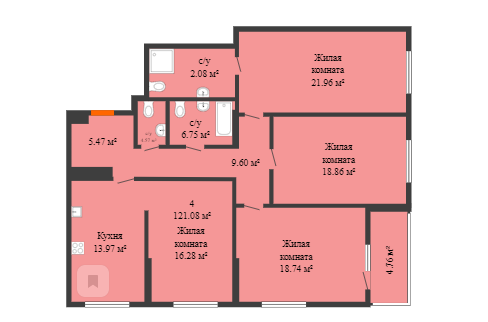 с/у
2.08 м²
Жилая
комната
21.96 м²
5.47 м²
с/у
6.75 м²
9.60 м²
Жилая
комната
18.86 м²
4
121.08 м²
Жилая
комната
16.28 м²
Кухня
13.97 м²
Жилая
комната
18.74 м²
4.76 м²